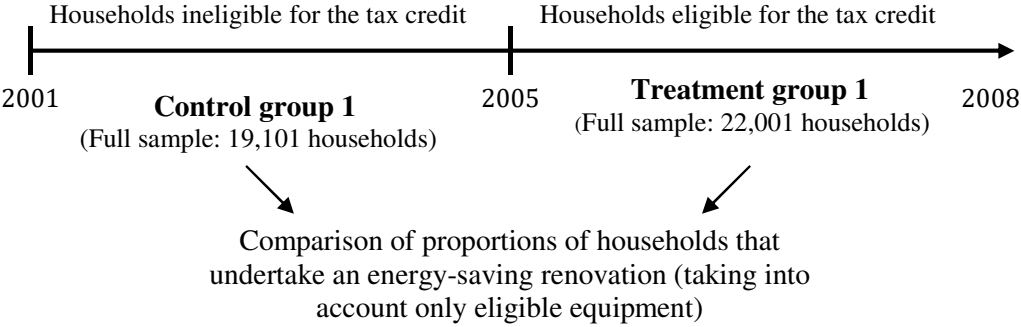 Households ineligible for the tax credit
Households eligible for the tax credit
2001
2005
2008
Control group 1
(Full sample: 19,101 households)
Treatment group 1
(Full sample: 22,001 households)
Comparison of proportions of households that
undertake an energy-saving renovation (taking into
account only eligible equipment)